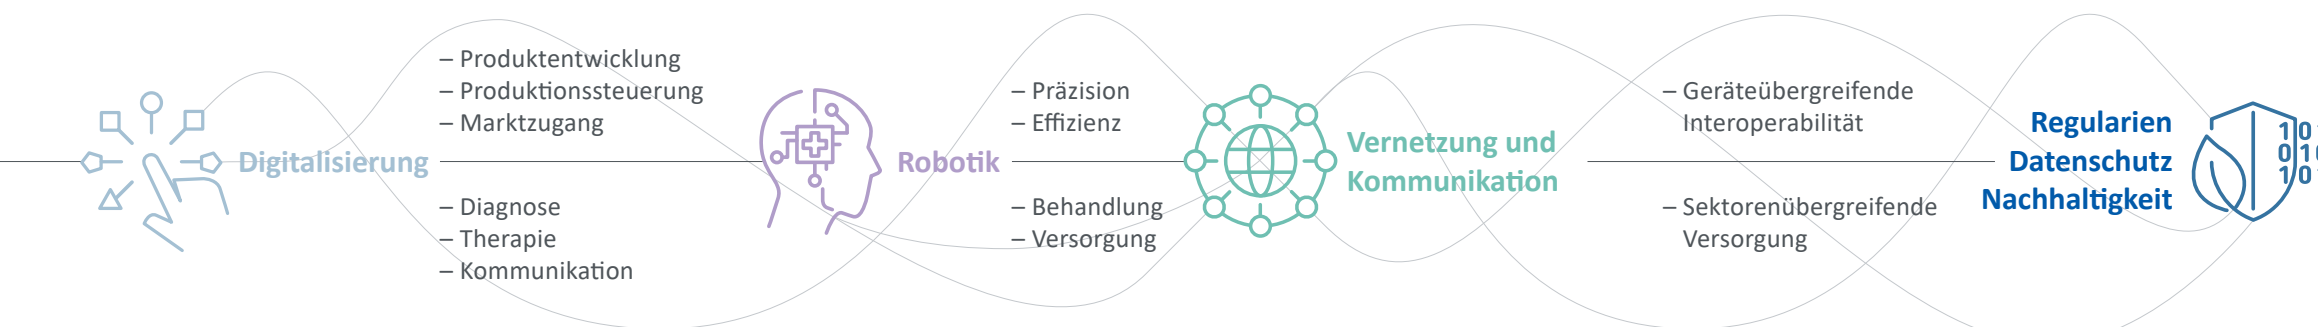 Digitalisierung
– Produktentwicklung
– Produktionssteuerung
– Marktzugang
– Diagnose
– Therapie
– Kommunikation
Robotik
– Präzision
– Effizienz
– Behandlung
– Versorgung
Vernetzung und
Kommunikation
– Geräteübergreifende
Interoperabilität
– Sektorenübergreifende
Versorgung
Regularien
Datenschutz
Nachhaltigkeit